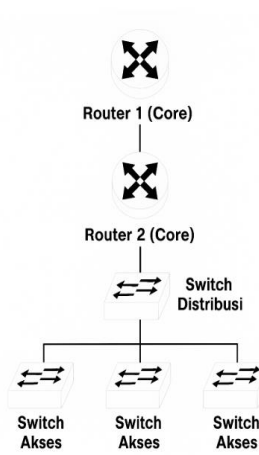 Router 1 (Core)
Router 2 (Core)
Switch
Distribusi
Switch
Akses
Switch
Akses
Switch
Akses